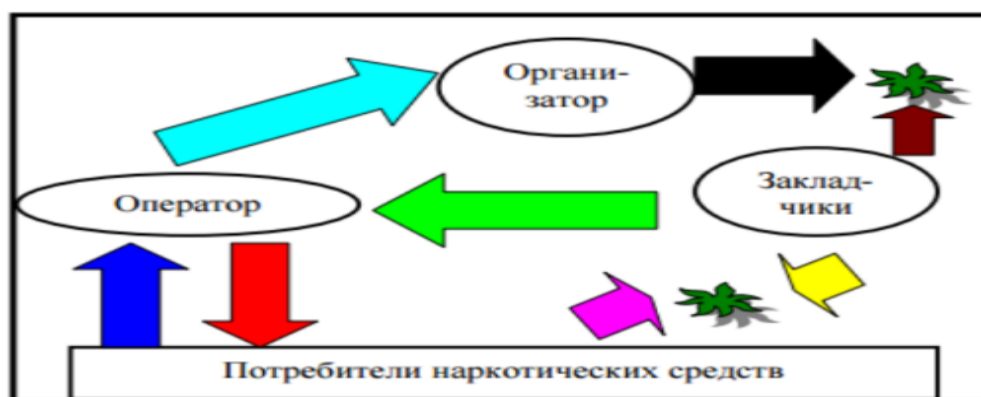 Органи-
затор
Заклад-
чики
Оператор
Потребители наркотических средств